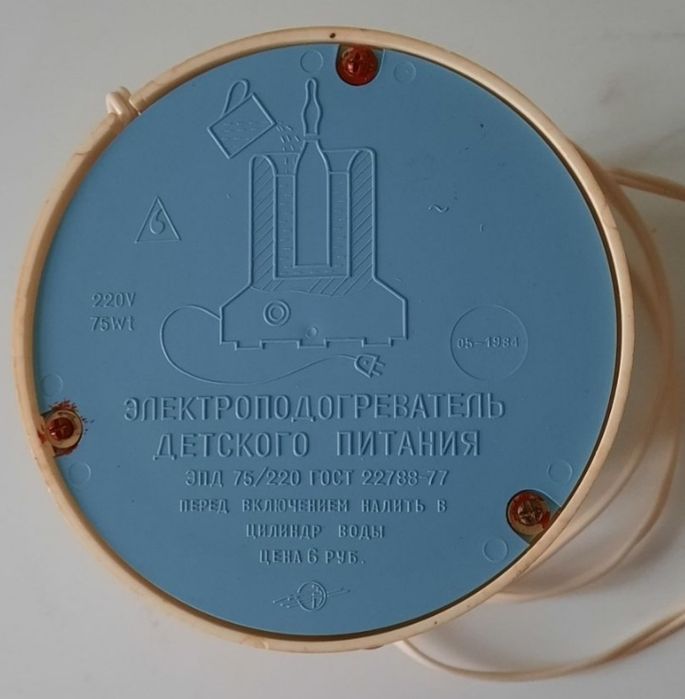 220V
75Wt
05-1984
ЭЛЕКТРОПОДОГРЕВАТЕЛЬ
ДЕТСКОГО ПИТАНИЯ
ЭПД 75/220 ГОСТ 22788-77
ПЕРЕД ВКЛЮЧЕНИЕМ НАЛИТЬ В
ЦИЛИНДР ВОДЫ
ЦЕНА 6 РУБ.